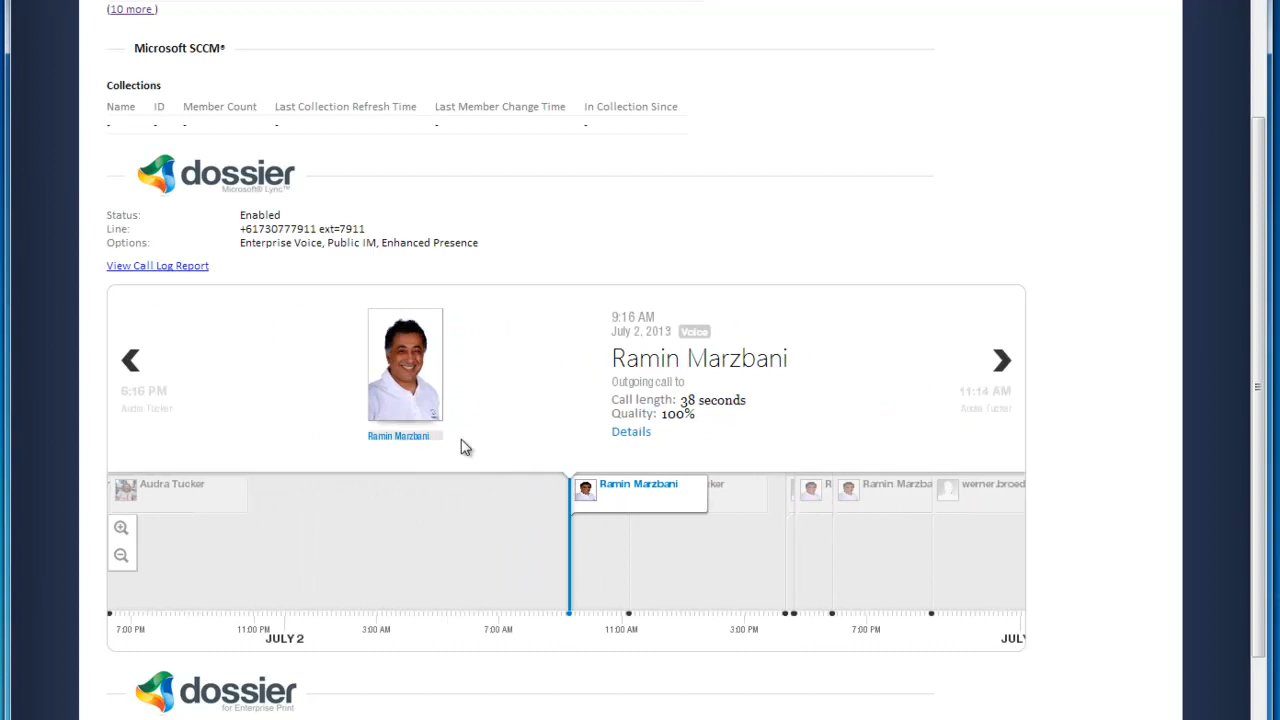 (10 more )
Microsoft SCCM®
Collections
Name ID Member Count Last Collection Refresh Time Last Member Change Time In Collection Since
- - - - - -
dossier
Microsoft® Lync™
Status: Enabled
Line: +61730777911 ext=7911
Options: Enterprise Voice, Public IM, Enhanced Presence
View Call Log Report
9:16 AM
July 2, 2013 Voice
Ramin Marzbani
Outgoing call to
Call length: 38 seconds
Quality: 100%
Details
6:16 PM
Audra Tucker
11:14 AM
Audra Tucker
Ramin Marzbani
Audra Tucker Ramin Marzbani ker R Ramin Marzba werner.broed
7:00 PM 11:00 PM 3:00 AM 7:00 AM 11:00 AM 3:00 PM 7:00 PM
JULY 2 JUL
dossier
for Enterprise Print